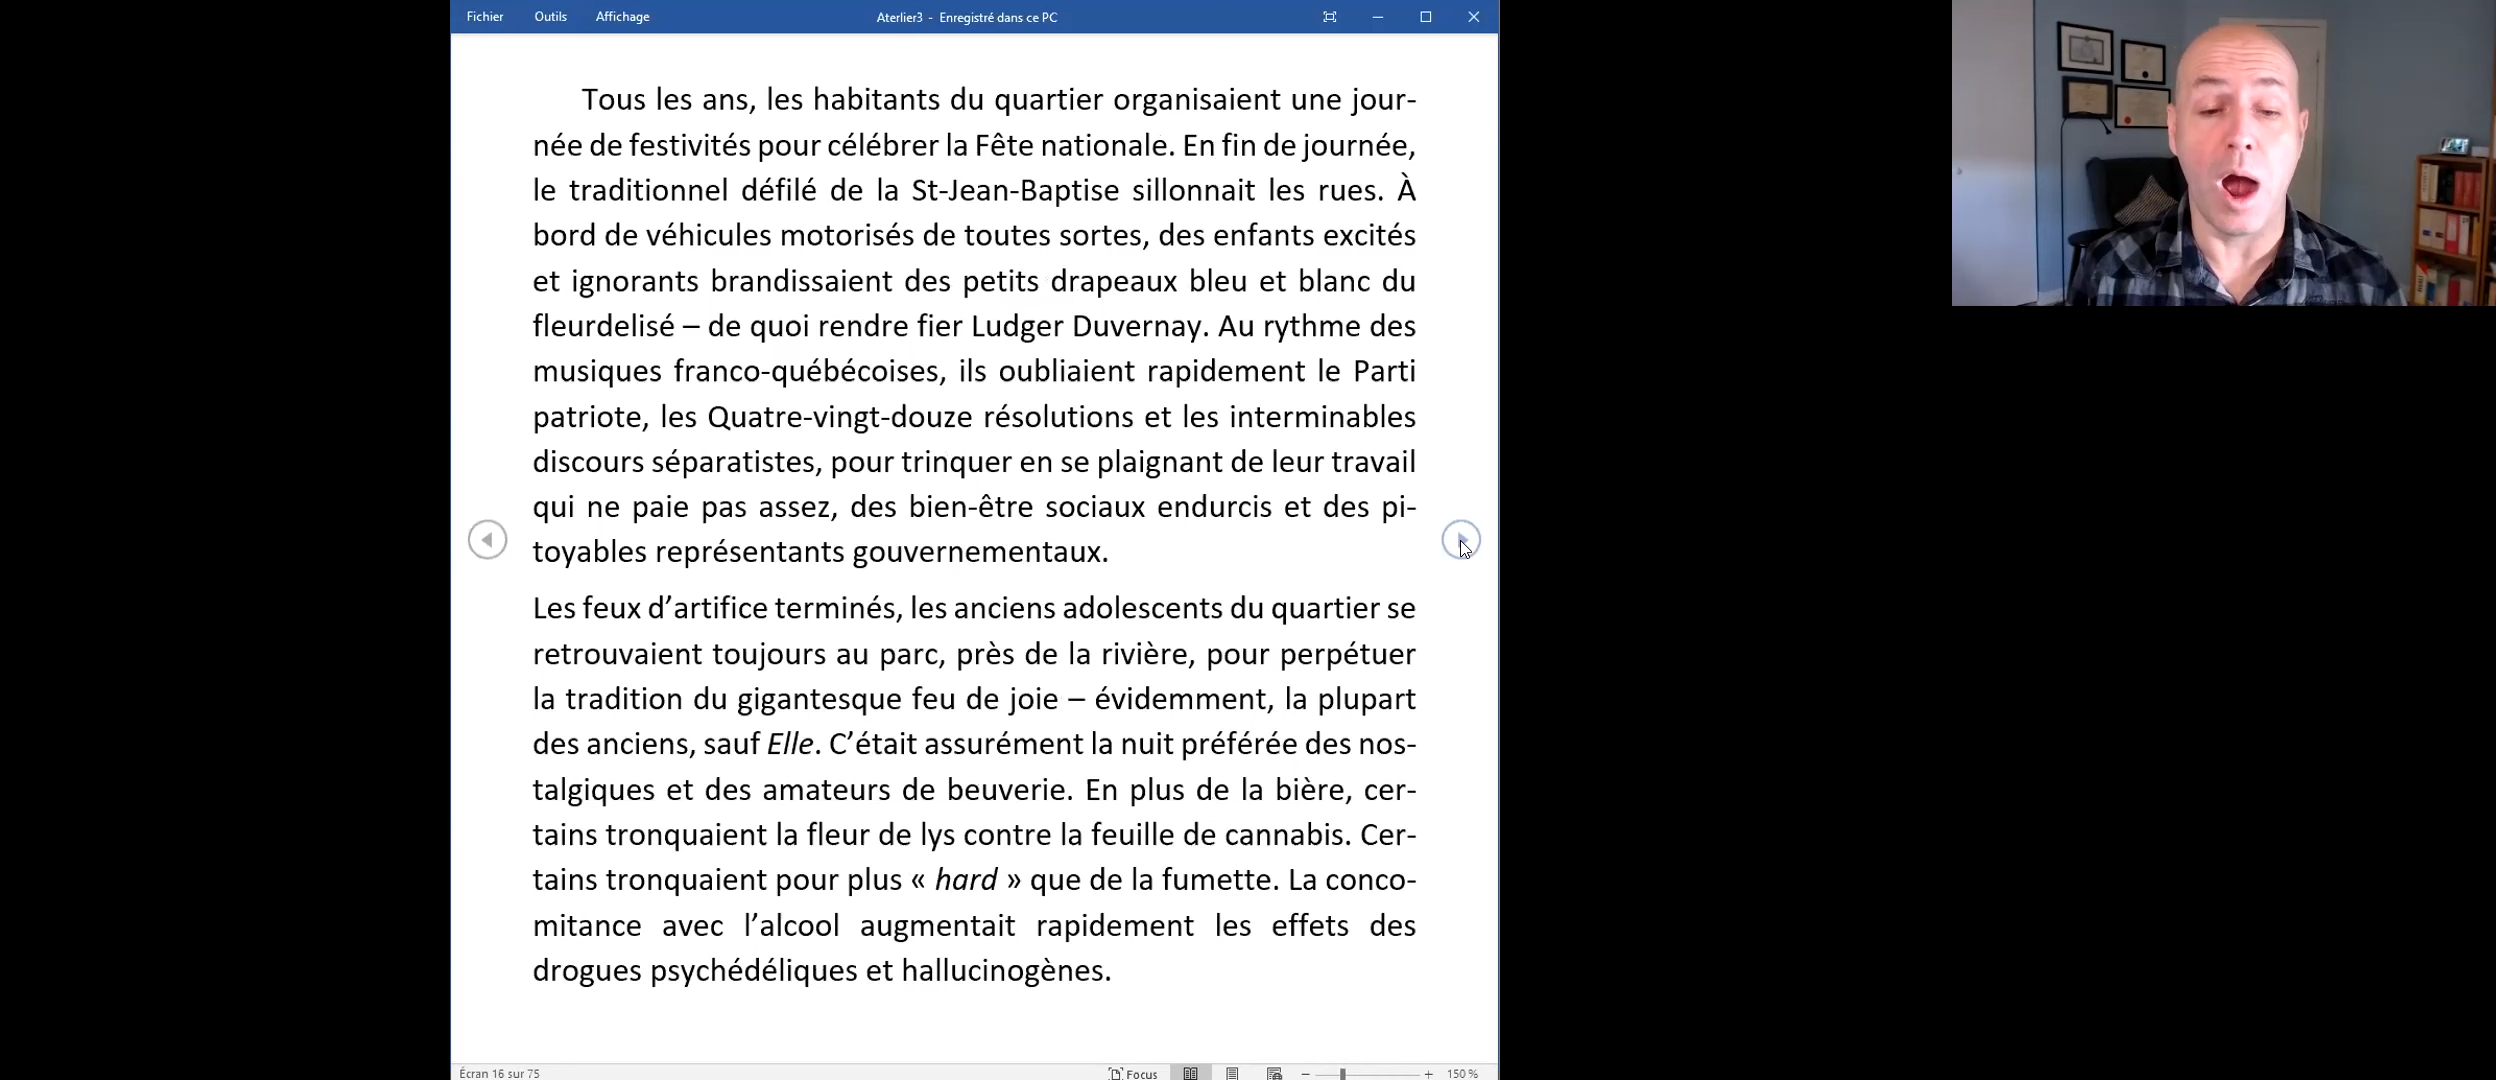 Fichier Outils Affichage Aterlier3 - Enregistré dans ce PC
Tous les ans, les habitants du quartier organisaient une jour-
née de festivités pour célébrer la Fête nationale. En fin de journée,
le traditionnel défilé de la St-Jean-Baptise sillonnait les rues. À
bord de véhicules motorisés de toutes sortes, des enfants excités
et ignorants brandissaient des petits drapeaux bleu et blanc du
fleurdelisé – de quoi rendre fier Ludger Duvernay. Au rythme des
musiques franco-québécoises, ils oubliaient rapidement le Parti
patriote, les Quatre-vingt-douze résolutions et les interminables
discours séparatistes, pour trinquer en se plaignant de leur travail
qui ne paie pas assez, des bien-être sociaux endurcis et des pi-
toyables représentants gouvernementaux.
Les feux d’artifice terminés, les anciens adolescents du quartier se
retrouvaient toujours au parc, près de la rivière, pour perpétuer
la tradition du gigantesque feu de joie – évidemment, la plupart
des anciens, sauf Elle. C’était assurément la nuit préférée des nos-
talgiques et des amateurs de beuverie. En plus de la bière, cer-
tains tronquaient la fleur de lys contre la feuille de cannabis. Cer-
tains tronquaient pour plus « hard » que de la fumette. La conco-
mitance avec l’alcool augmentait rapidement les effets des
drogues psychédéliques et hallucinogènes.
Écran 16 sur 75 Focus 150 %